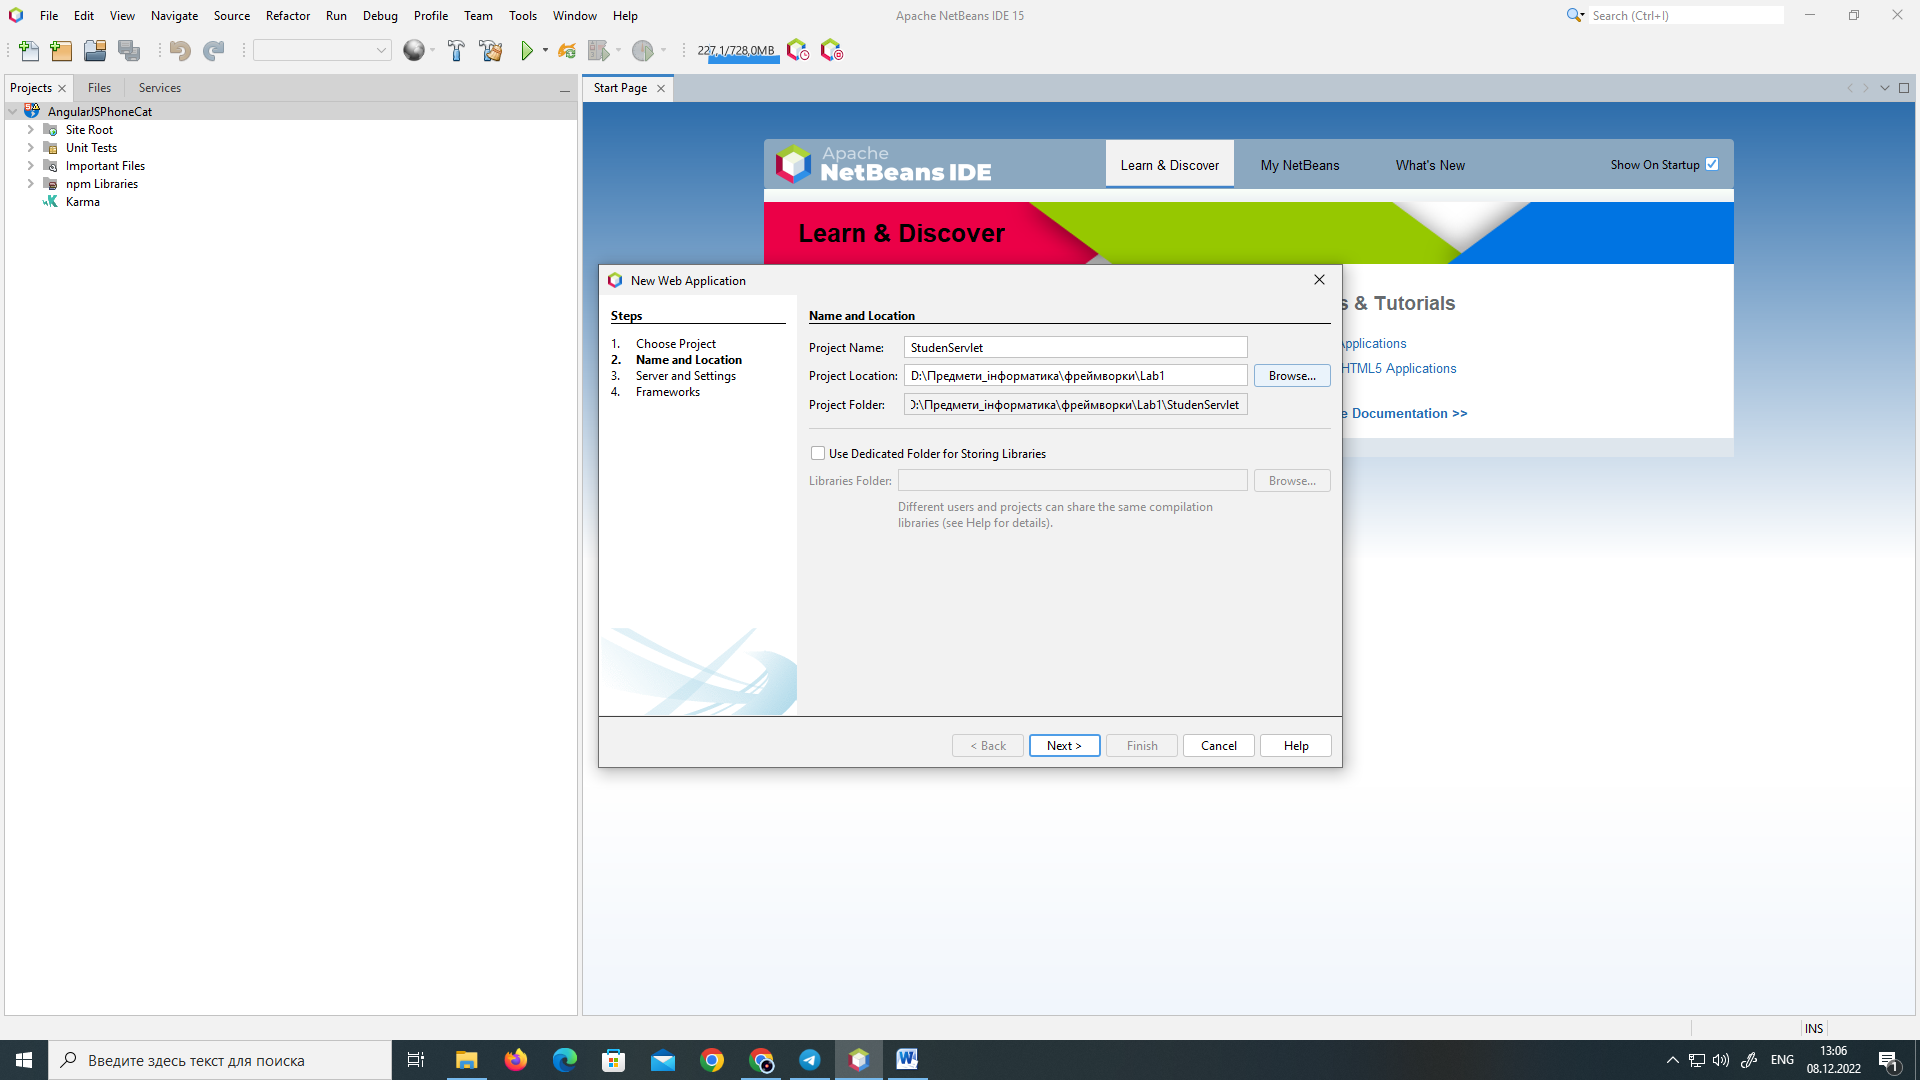 File Edit View Navigate Source Refactor Run Debug Profile Team Tools Window Help
Apache NetBeans IDE 15
Search (Ctrl+I)
227,1/728,0MB
Projects Files Services
Start Page
AngularJSPhoneCat
Site Root
Unit Tests
Important Files
npm Libraries
Karma
Apache
NetBeans IDE
Learn & Discover
My NetBeans
What's New
Show On Startup
Learn & Discover
s & Tutorials
Applications
HTML5 Applications
e Documentation >>
New Web Application
Steps
1. Choose Project
2. Name and Location
3. Server and Settings
4. Frameworks
Name and Location
Project Name: StudenServlet
Project Location: D:\Предмети_інформатика\фреймворки\Lab1 Browse...
Project Folder: D:\Предмети_інформатика\фреймворки\Lab1\StudenServlet
Use Dedicated Folder for Storing Libraries
Libraries Folder: Browse...
Different users and projects can share the same compilation
libraries (see Help for details).
< Back Next > Finish Cancel Help
INS
Введите здесь текст для поиска
ENG
13:06
08.12.2022
1